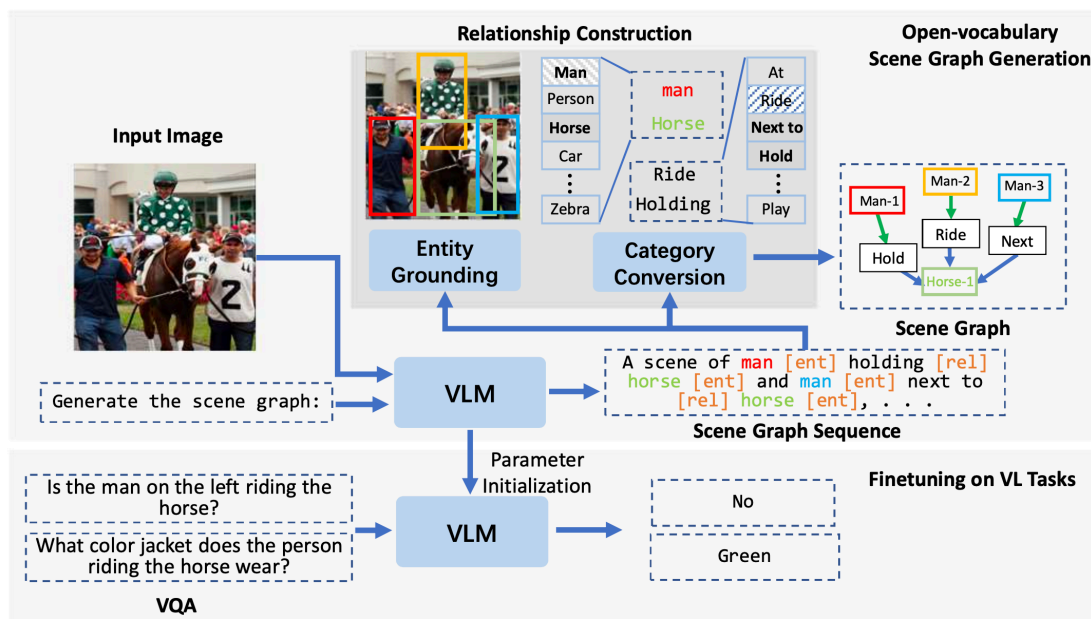 Relationship Construction
Open-vocabulary
Scene Graph Generation
Input Image
Man
Person
Horse
Car
Zebra
man
Horse
Ride
Holding
At
Ride
Next to
Hold
Play
Entity
Grounding
Category
Conversion
Man-1
Man-2
Man-3
Hold
Ride
Next
Horse-1
Scene Graph
2
2
Generate the scene graph:
VLM
A scene of man [ent] holding [rel]
horse [ent] and man [ent] next to
[rel] horse [ent], . . .
Scene Graph Sequence
Parameter
Initialization
Finetuning on VL Tasks
Is the man on the left riding the
horse?
What color jacket does the person
riding the horse wear?
VQA
VLM
No
Green